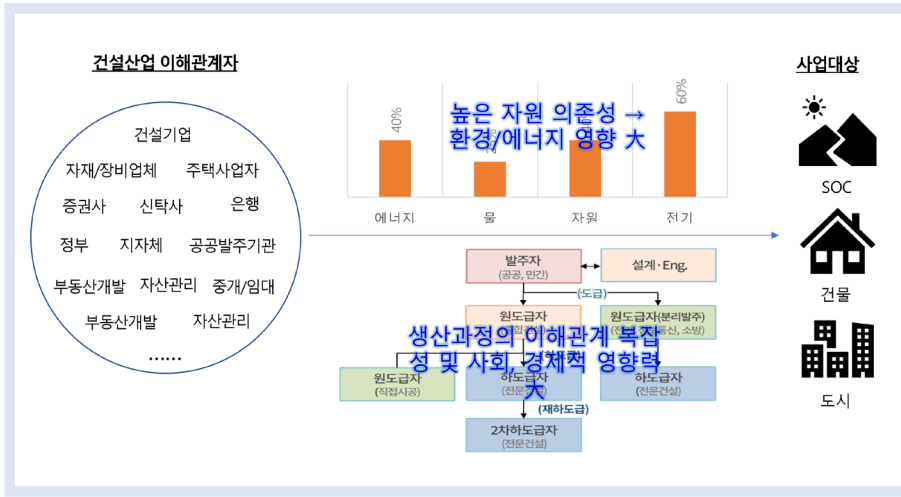 건설산업 이해관계자
건설기업
자재/장비업체 주택사업자
증권사 신탁사 은행
정부 지자체 공공발주기관
부동산개발 자산관리 중개/임대
부동산개발 자산관리
......
40%
60%
높은 자원 의존성 →
환경/에너지 영향 大
에너지 물 자원 전기
발주자
(공공, 민간)
설계·Eng.
(도급)
원도급자
원도급자(분리발주)
생산과정의 이해관계 복잡
성 및 사회, 경제적 영향력
大
원도급자
(직접시공)
하도급자
(전문건설)
하도급자
(전문건설)
(재하도급)
2차하도급자
(전문건설)
사업대상
SOC
건물
도시